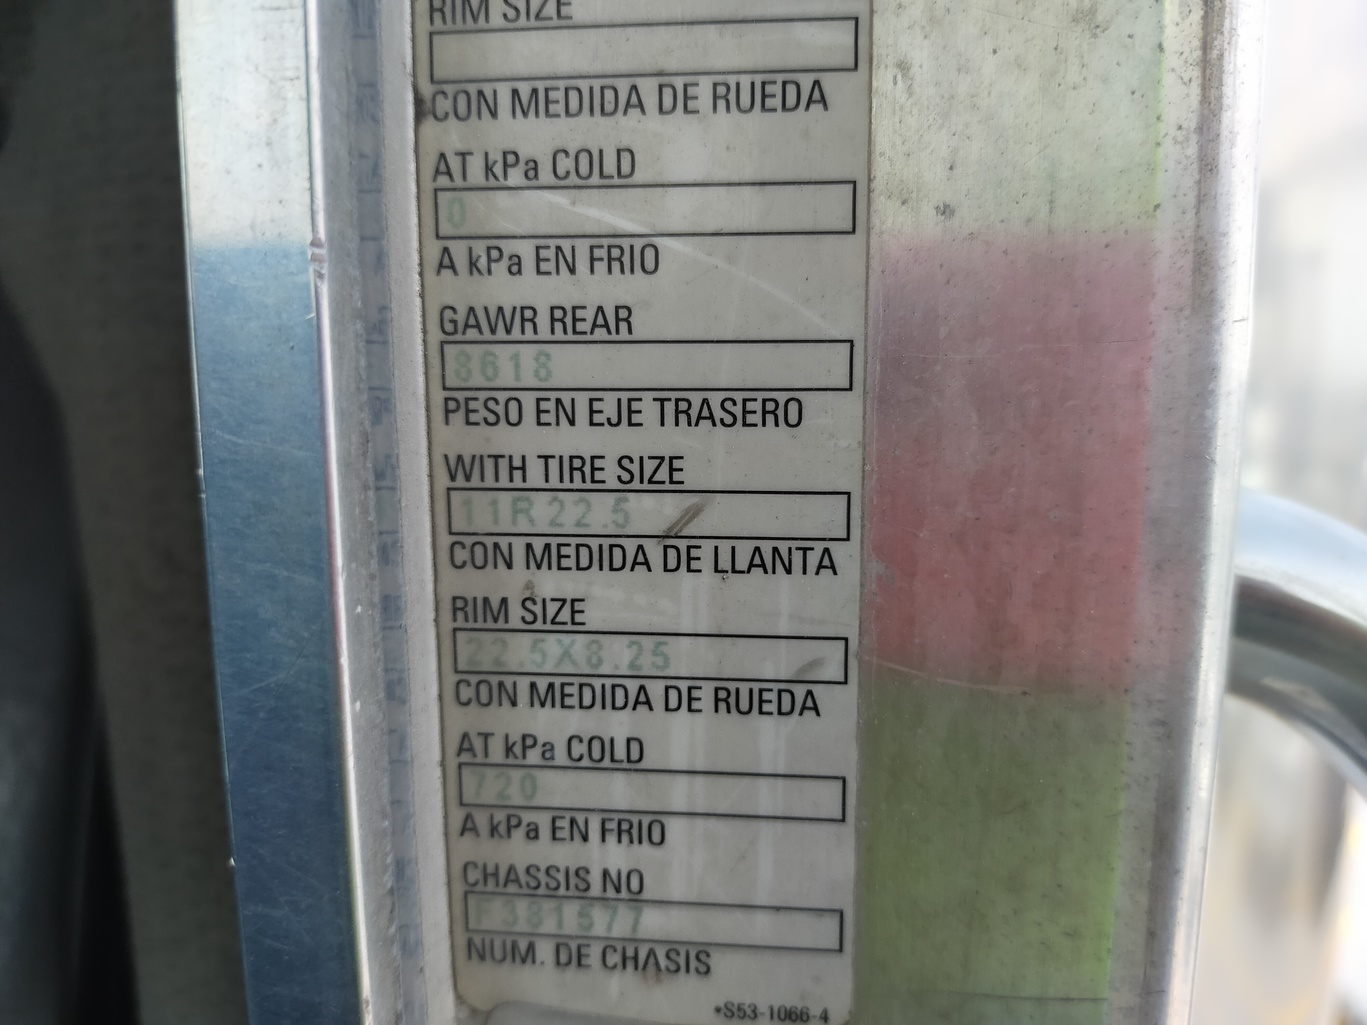 RIM SIZE
CON MEDIDA DE RUEDA
AT kPa COLD
0
A kPa EN FRIO
GAWR REAR
8618
PESO EN EJE TRASERO
WITH TIRE SIZE
11R22.5
CON MEDIDA DE LLANTA
RIM SIZE
22.5X8.25
CON MEDIDA DE RUEDA
AT kPa COLD
720
A kPa EN FRIO
CHASSIS NO
F381577
NUM. DE CHASIS
•S53-1066-4